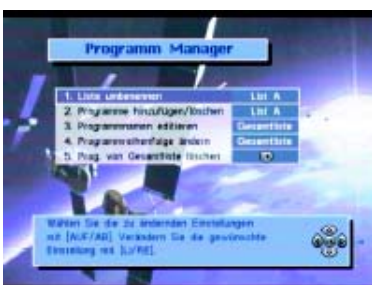 Programm Manager
1. Liste umbenennen List A
2. Programme hinzufügen/löschen List A
3. Programmnamen editieren Gesamtliste
4. Programmreihenfolge ändern Gesamtliste
5. Prog. von Gesamtliste löschen
Wählen Sie die zu ändernden Einstellungen
mit [AUF/AB]. Verändern Sie die gewünschte
Einstellung mit [LI/RE].